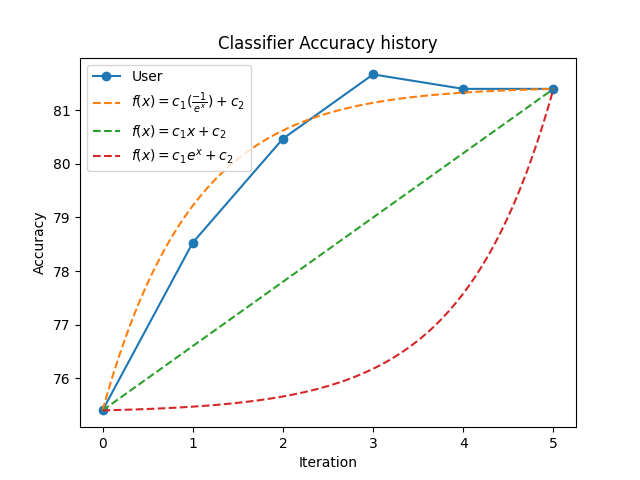 Classifier Accuracy history
User
f(x) = c₁(−1/eˣ) + c₂
f(x) = c₁x + c₂
f(x) = c₁eˣ + c₂
81
80
79
78
77
76
Accuracy
0 1 2 3 4 5
Iteration